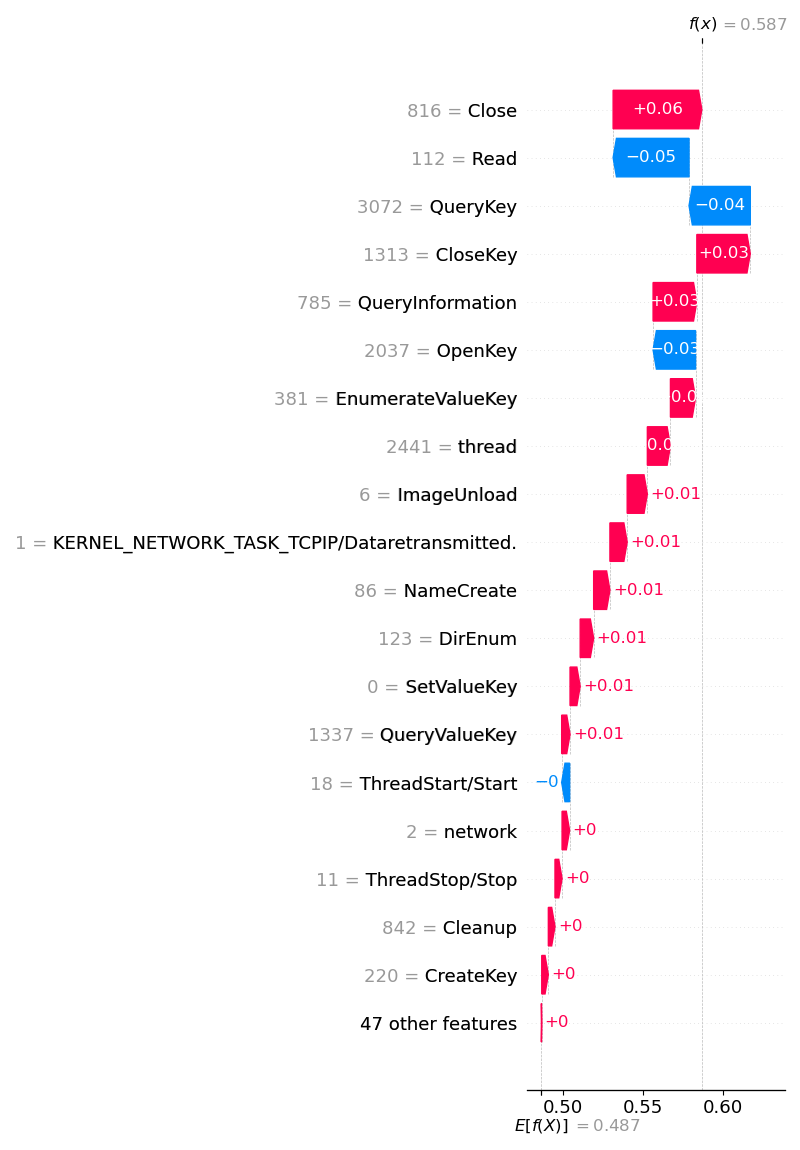 f(x) = 0.587
816 = Close
+0.06
112 = Read
−0.05
3072 = QueryKey
−0.04
1313 = CloseKey
+0.03
785 = QueryInformation
+0.03
2037 = OpenKey
−0.03
381 = EnumerateValueKey
2441 = thread
6 = ImageUnload
+0.01
1 = KERNEL_NETWORK_TASK_TCPIP/Dataretransmitted.
+0.01
86 = NameCreate
+0.01
123 = DirEnum
+0.01
0 = SetValueKey
+0.01
1337 = QueryValueKey
+0.01
18 = ThreadStart/Start
−0
2 = network
+0
11 = ThreadStop/Stop
+0
842 = Cleanup
+0
220 = CreateKey
+0
47 other features
+0
0.50 0.55 0.60
E[f(X)] = 0.487